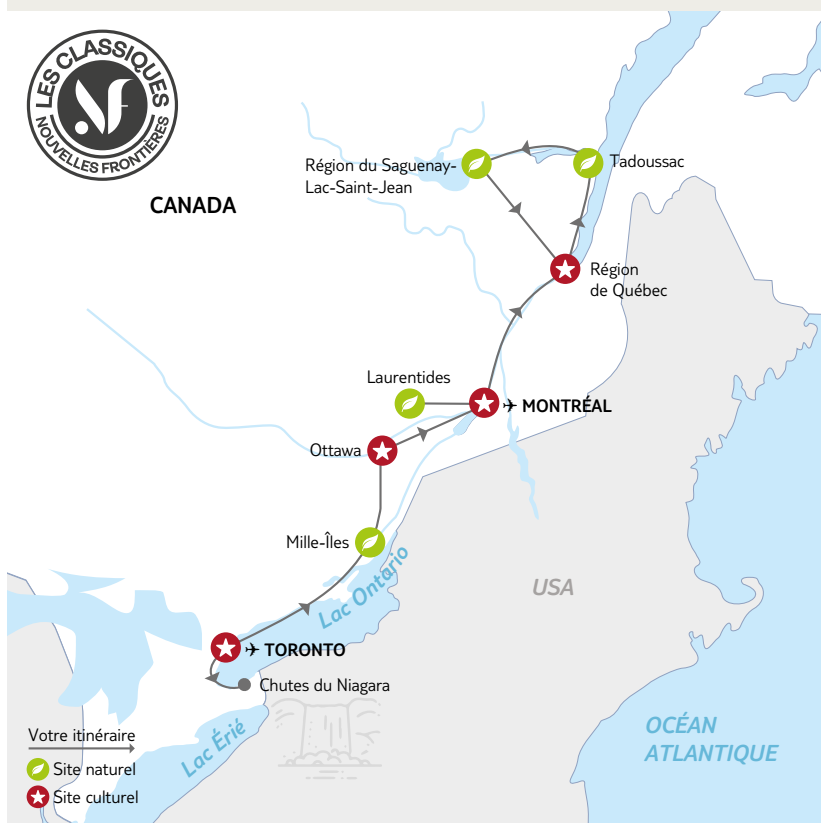 LES CLASSIQUES
NF
NOUVELLES FRONTIÈRES
CANADA
Région du Saguenay-
Lac-Saint-Jean
Tadoussac
Région
de Québec
Laurentides
MONTRÉAL
Ottawa
Mille-Îles
Lac Ontario
USA
TORONTO
Chutes du Niagara
Lac Érié
OCÉAN
ATLANTIQUE
Votre itinéraire
Site naturel
Site culturel